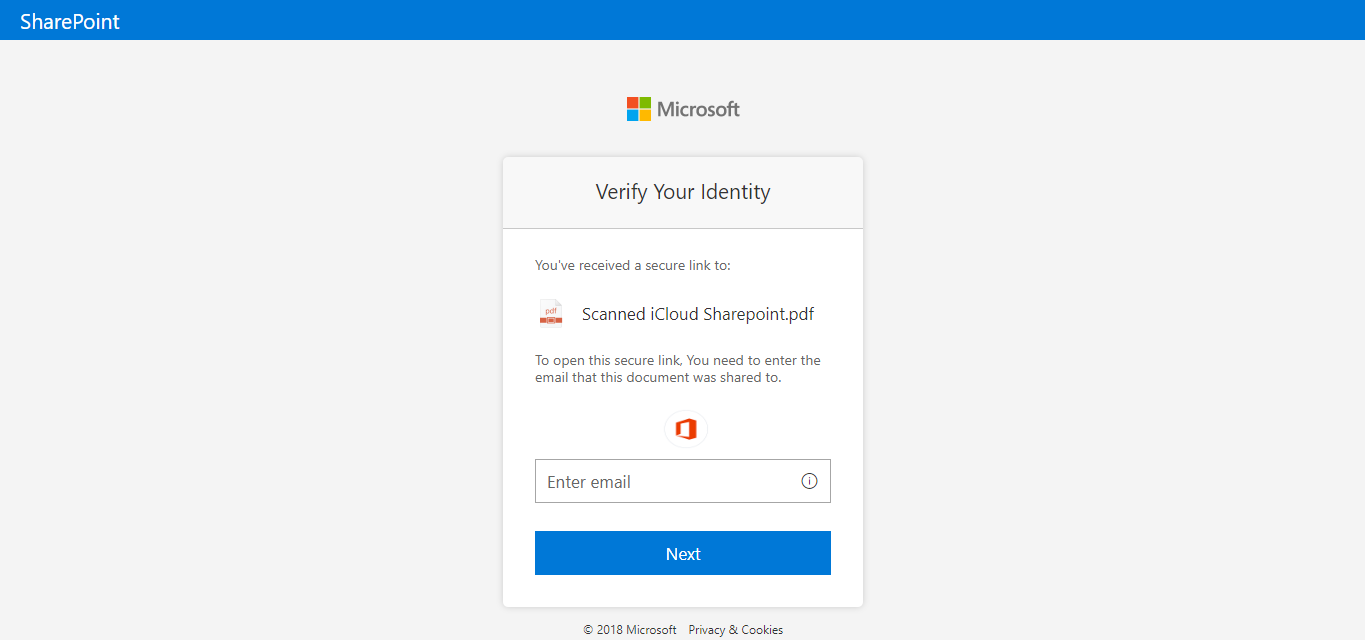 SharePoint
Microsoft
Verify Your Identity
You've received a secure link to:
pdf
Scanned iCloud Sharepoint.pdf
To open this secure link, You need to enter the
email that this document was shared to.
Enter email
Next
© 2018 Microsoft Privacy & Cookies